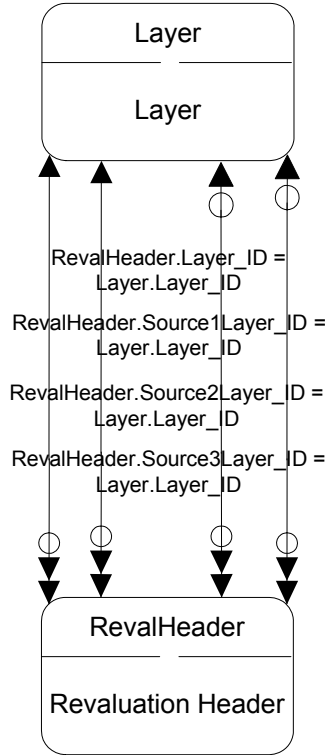 Layer
Layer
RevalHeader.Layer_ID =
Layer.Layer_ID
RevalHeader.Source1Layer_ID =
Layer.Layer_ID
RevalHeader.Source2Layer_ID =
Layer.Layer_ID
RevalHeader.Source3Layer_ID =
Layer.Layer_ID
RevalHeader
Revaluation Header